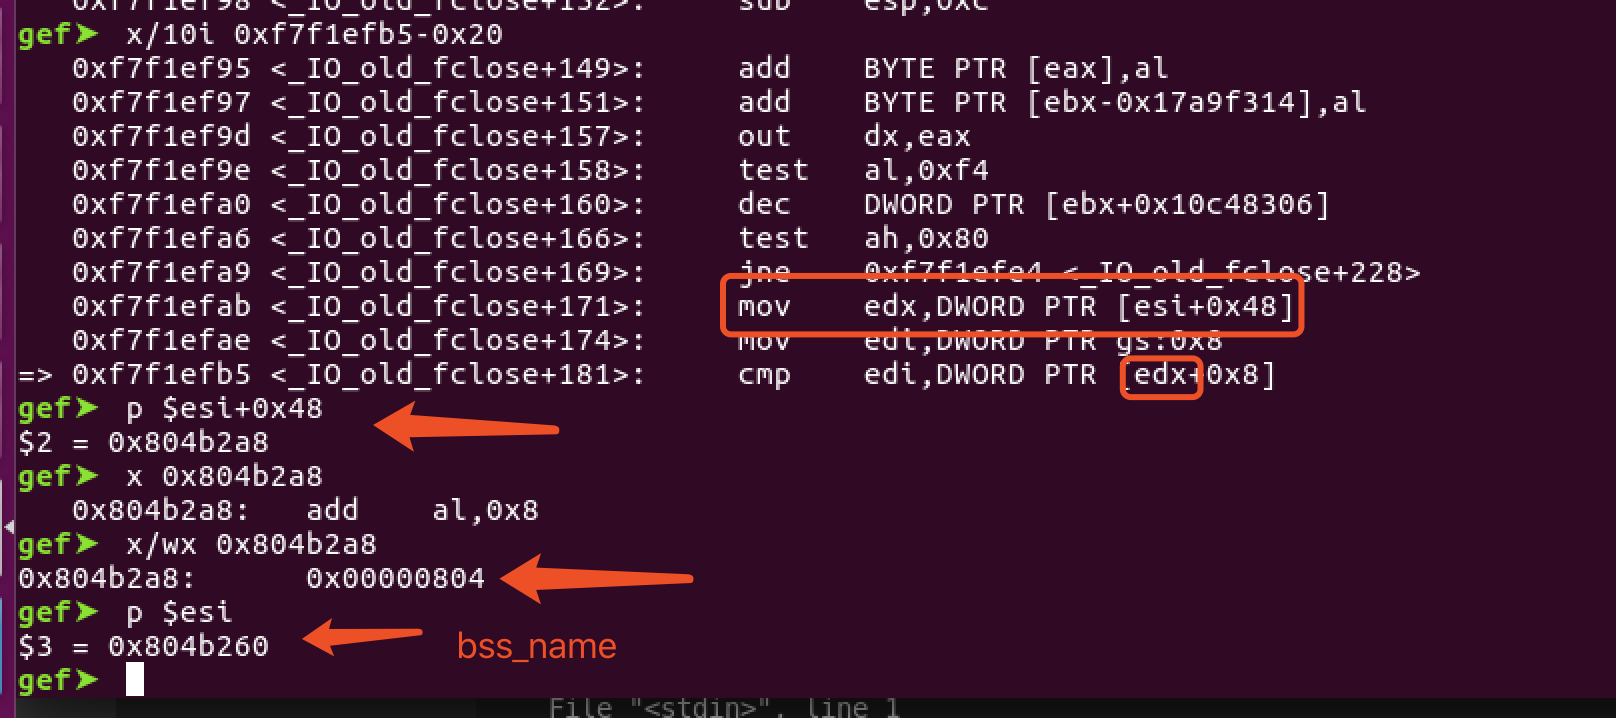 0xf7f1ef98 <_IO_old_fclose+152>: sub esp,0xc
gef➤ x/10i 0xf7f1efb5-0x20
0xf7f1ef95 <_IO_old_fclose+149>: add BYTE PTR [eax],al
0xf7f1ef97 <_IO_old_fclose+151>: add BYTE PTR [ebx-0x17a9f314],al
0xf7f1ef9d <_IO_old_fclose+157>: out dx,eax
0xf7f1ef9e <_IO_old_fclose+158>: test al,0xf4
0xf7f1efa0 <_IO_old_fclose+160>: dec DWORD PTR [ebx+0x10c48306]
0xf7f1efa6 <_IO_old_fclose+166>: test ah,0x80
0xf7f1efa9 <_IO_old_fclose+169>: jne 0xf7f1efe4 <_IO_old_fclose+228>
0xf7f1efab <_IO_old_fclose+171>: mov edx,DWORD PTR [esi+0x48]
0xf7f1efae <_IO_old_fclose+174>: mov edi,DWORD PTR gs:0x8
=> 0xf7f1efb5 <_IO_old_fclose+181>: cmp edi,DWORD PTR [edx+0x8]
gef➤ p $esi+0x48
$2 = 0x804b2a8
gef➤ x 0x804b2a8
0x804b2a8: add al,0x8
gef➤ x/wx 0x804b2a8
0x804b2a8: 0x00000804
gef➤ p $esi
$3 = 0x804b260 bss_name
gef➤
File "<stdin>", line 1